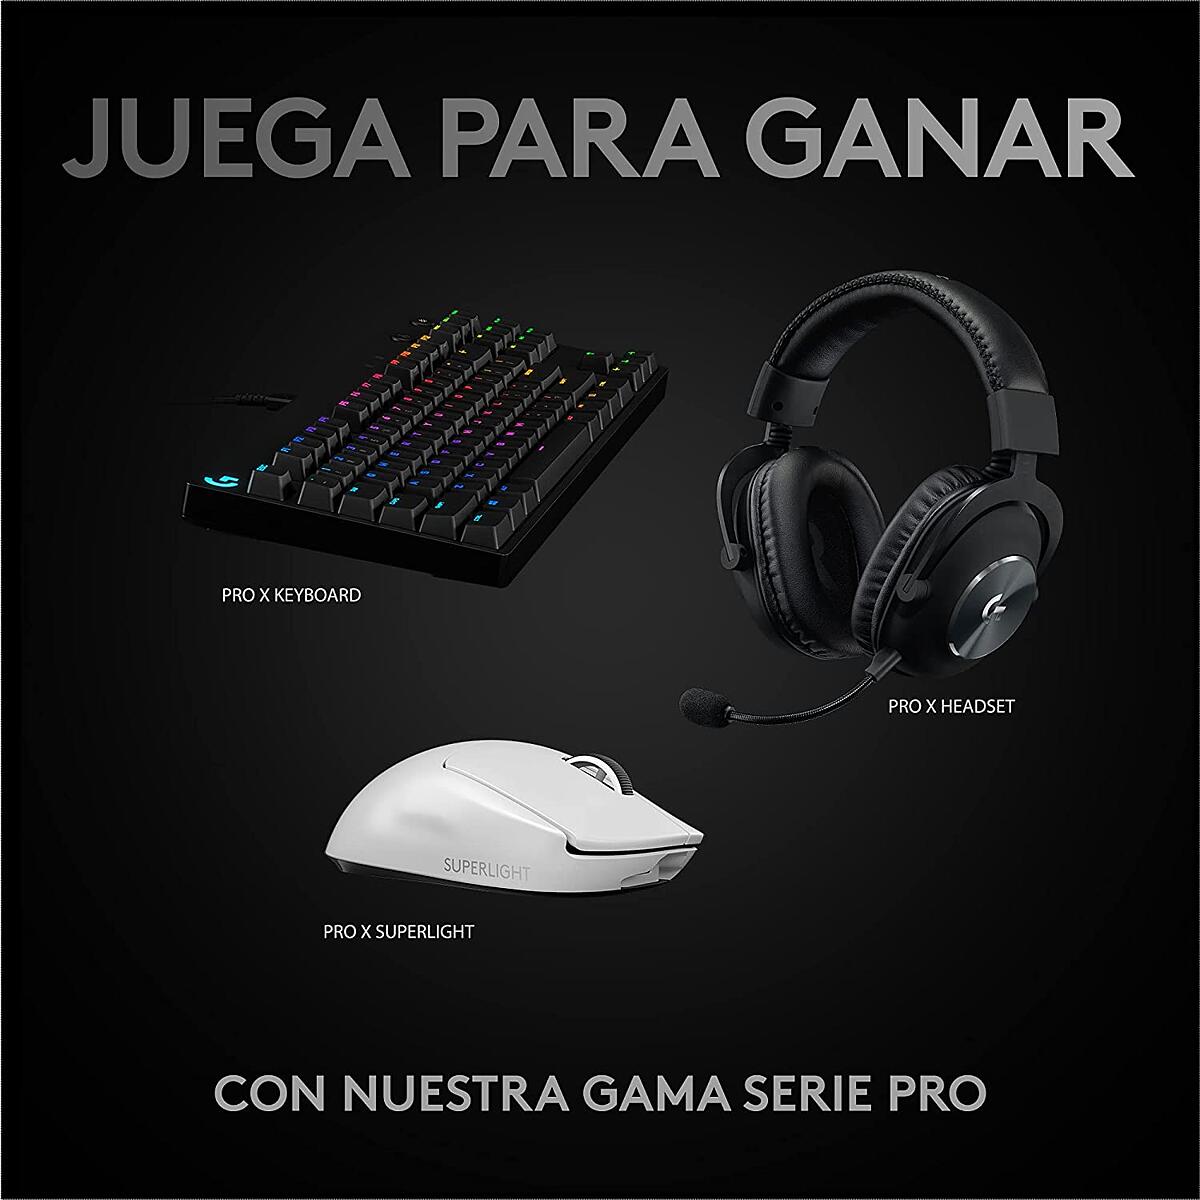 JUEGA PARA GANAR
PRO X KEYBOARD
PRO X HEADSET
SUPERLIGHT
PRO X SUPERLIGHT
CON NUESTRA GAMA SERIE PRO